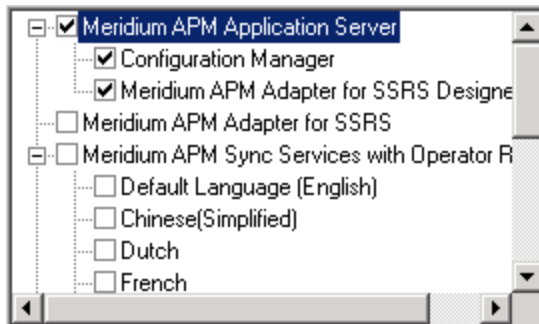 Meridium APM Application Server
Configuration Manager
Meridium APM Adapter for SSRS Designe
Meridium APM Adapter for SSRS
Meridium APM Sync Services with Operator R
Default Language (English)
Chinese(Simplified)
Dutch
French